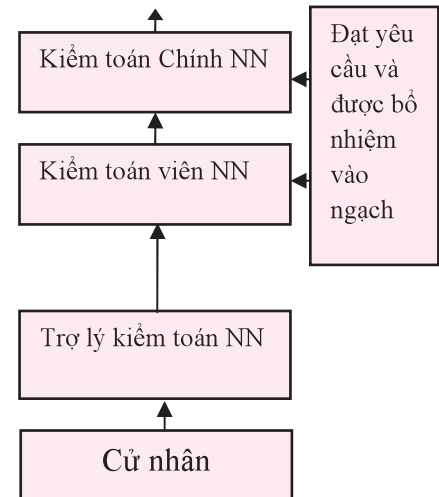 Kiểm toán Chính NN
Đạt yêu
cầu và
được bổ
nhiệm
vào
ngạch
Kiểm toán viên NN
Trợ lý kiểm toán NN
Cử nhân